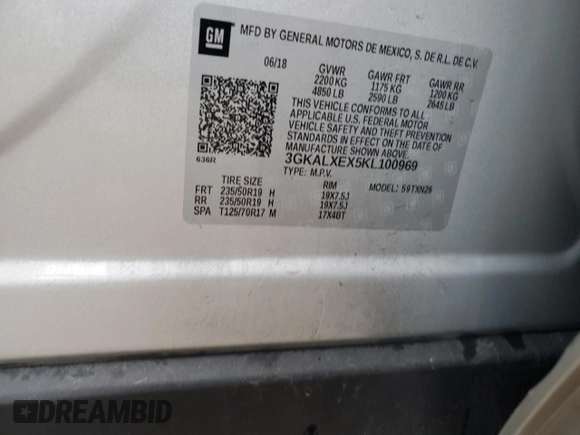 GM
MFD BY GENERAL MOTORS DE MEXICO, S. DE R.L. DE C.V.
06/18 GVWR GAWR FRT GAWR RR
2200 KG 1175 KG 1200 KG
4850 LB 2590 LB 2645 LB
THIS VEHICLE CONFORMS TO ALL
APPLICABLE U.S. FEDERAL MOTOR
VEHICLE SAFETY AND THEFT PREVENTION
STANDARDS IN EFFECT ON THE DATE OF
MANUFACTURE SHOWN ABOVE.
636R
3GKALXEX5KL100969
TYPE: M.P.V. MODEL: 59TXN26
TIRE SIZE RIM
FRT 235/50R19 H 19X7.5J
RR 235/50R19 H 19X7.5J
SPA T125/70R17 M 17X4BT
DREAMBID